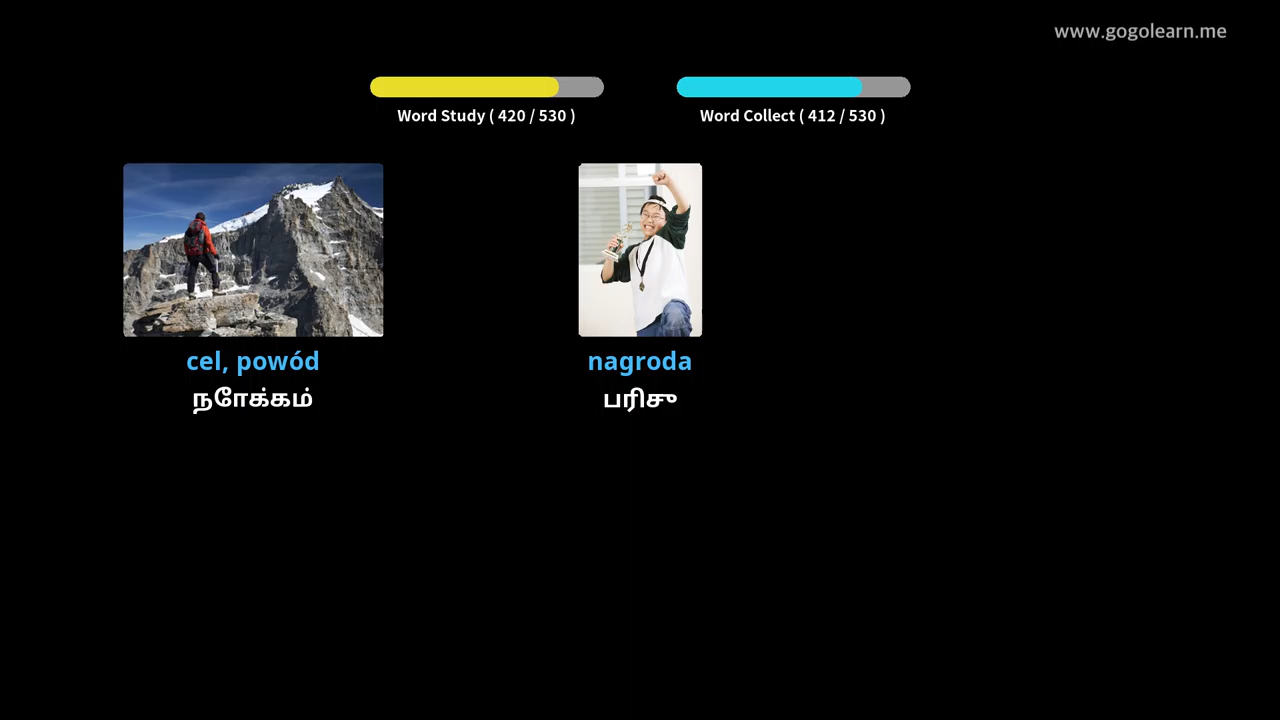 www.gogolearn.me
Word Study ( 420 / 530 )
Word Collect ( 412 / 530 )
cel, powód
நோக்கம்
nagroda
பரிசு